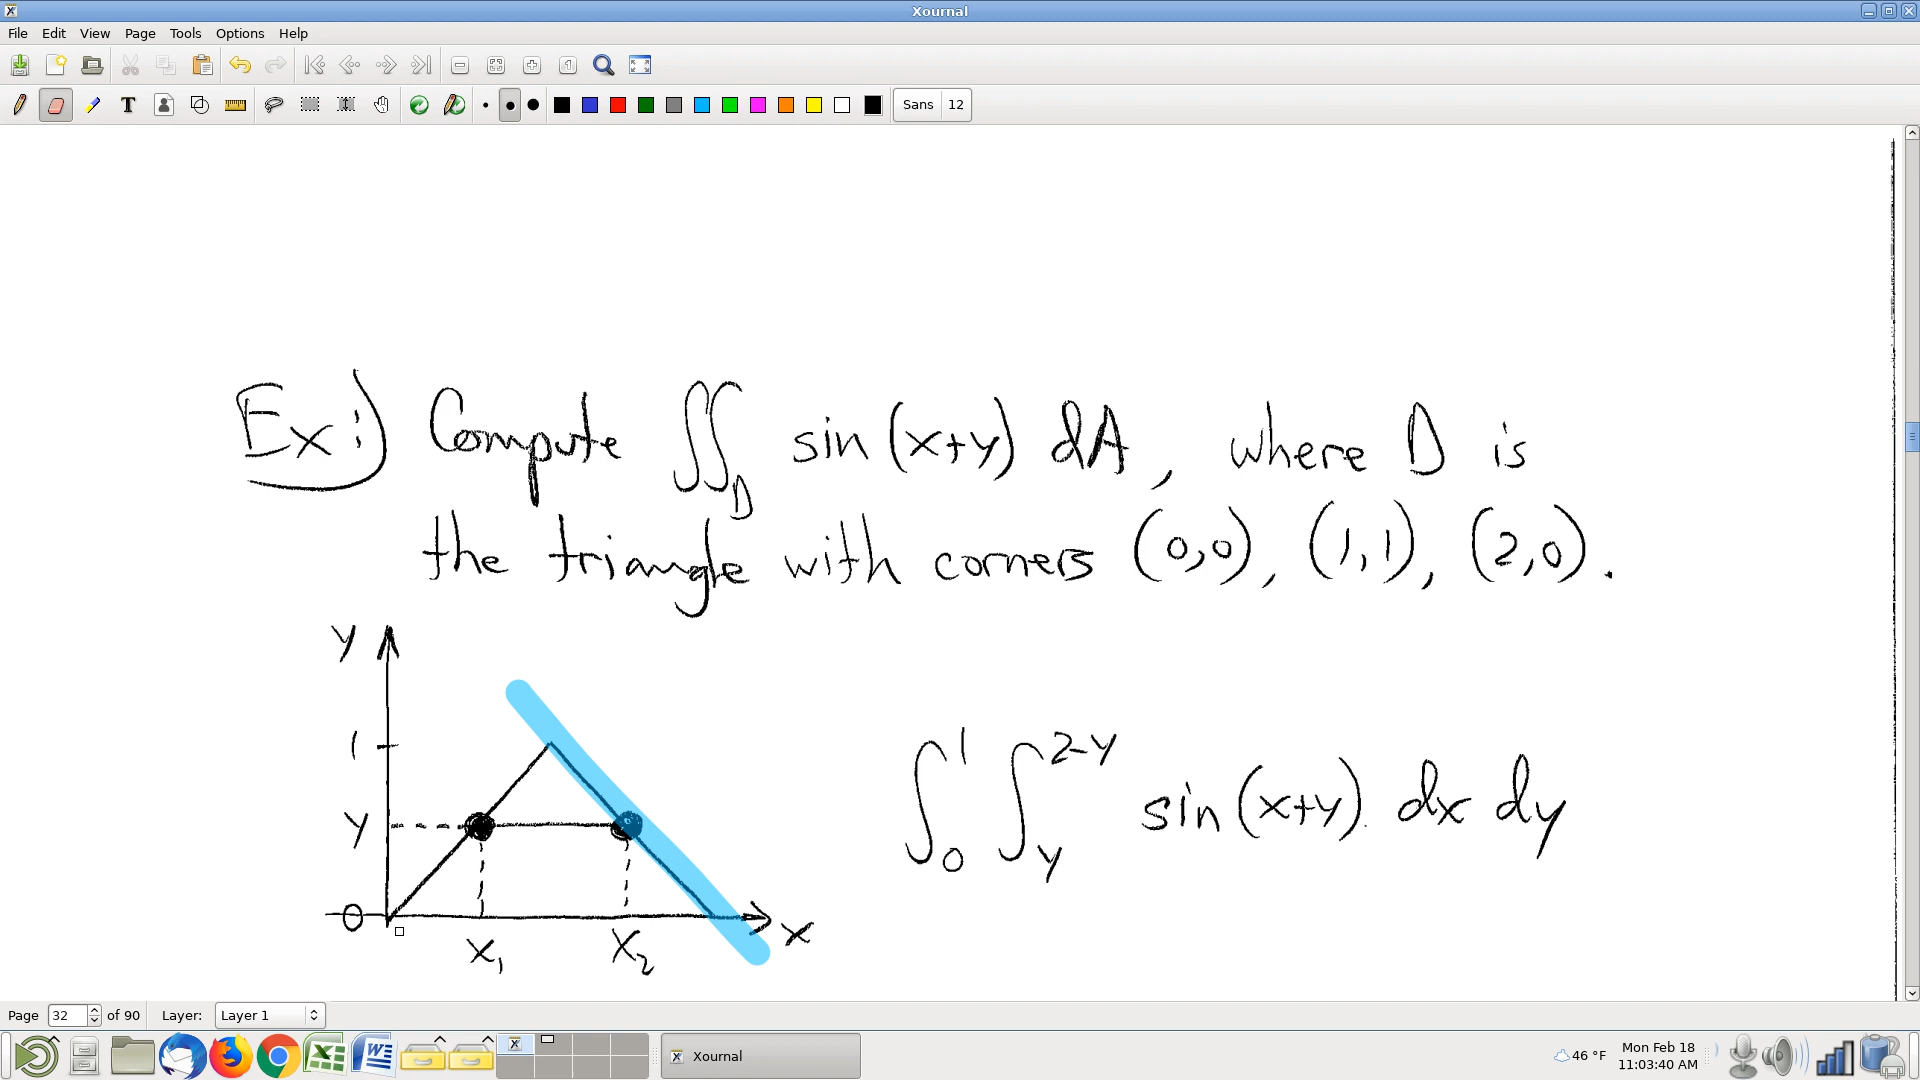 Xournal
File Edit View Page Tools Options Help
T Sans 12
Ex:) Compute ∬_D sin(x+y) dA, where D is
the triangle with corners (0,0), (1,1), (2,0).
y
1
y
0
x₁ x₂ x
∫₀¹ ∫_y^{2-y} sin(x+y) dx dy
Page 32 of 90 Layer: Layer 1
Xournal
46 °F
Mon Feb 18
11:03:40 AM